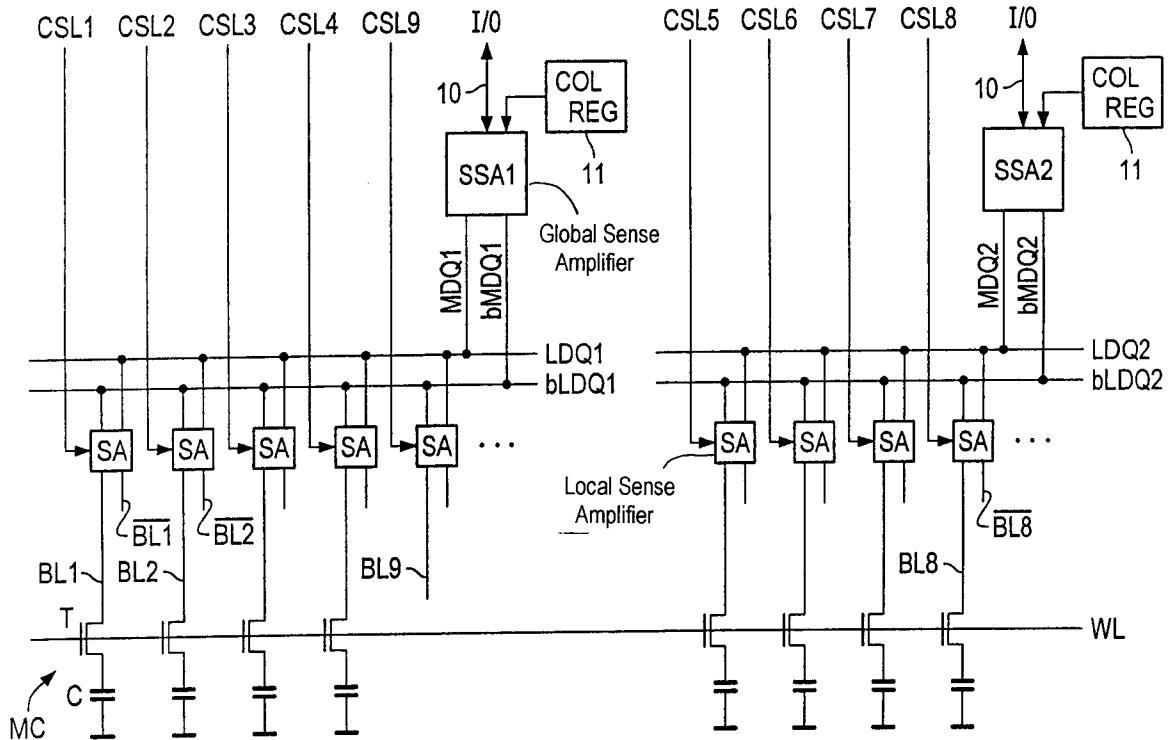 CSL1 CSL2 CSL3 CSL4 CSL9 I/0 CSL5 CSL6 CSL7 CSL8 I/0
10 COL REG 10 COL REG
11 11
SSA1 SSA2
Global Sense
Amplifier
MDQ1 bMDQ1 MDQ2 bMDQ2
LDQ1 LDQ2
bLDQ1 bLDQ2
SA SA SA SA SA ··· SA SA SA SA ···
Local Sense
Amplifier
BL1 BL2 BL8
BL1 BL2 BL9 BL8
T WL
C
MC